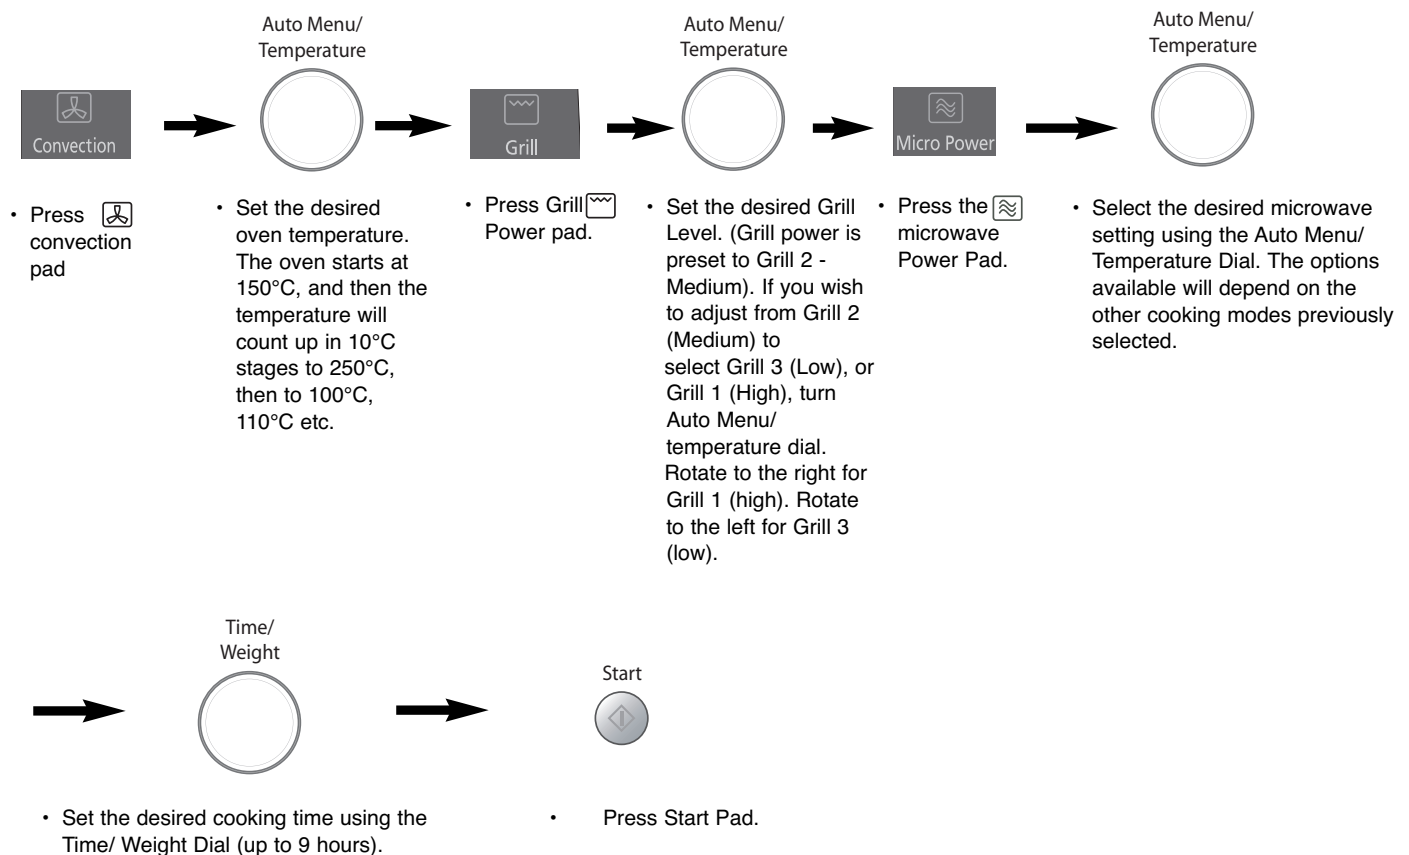 Auto Menu/
Temperature
Auto Menu/
Temperature
Auto Menu/
Temperature
Convection
Grill
Micro Power
• Press
convection
pad
• Set the desired
oven temperature.
The oven starts at
150°C, and then the
temperature will
count up in 10°C
stages to 250°C,
then to 100°C,
110°C etc.
• Press Grill
Power pad.
• Set the desired Grill
Level. (Grill power is
preset to Grill 2 -
Medium). If you wish
to adjust from Grill 2
(Medium) to
select Grill 3 (Low), or
Grill 1 (High), turn
Auto Menu/
temperature dial.
Rotate to the right for
Grill 1 (high). Rotate
to the left for Grill 3
(low).
• Press the
microwave
Power Pad.
• Select the desired microwave
setting using the Auto Menu/
Temperature Dial. The options
available will depend on the
other cooking modes previously
selected.
Time/
Weight
Start
• Set the desired cooking time using the
Time/ Weight Dial (up to 9 hours).
• Press Start Pad.